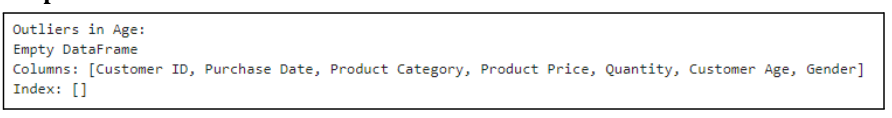 Outliers in Age:
Empty DataFrame
Columns: [Customer ID, Purchase Date, Product Category, Product Price, Quantity, Customer Age, Gender]
Index: []